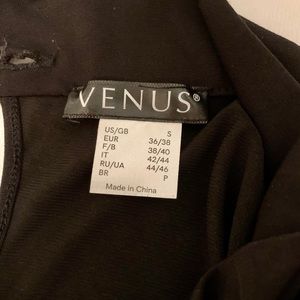 VENUS®
US/GB S
EUR 36/38
F/B 38/40
IT 42/44
RU/UA 44/46
BR P
Made in China